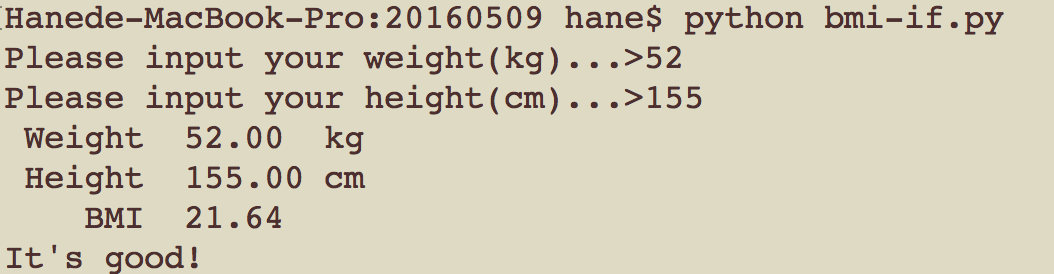 Hanede-MacBook-Pro:20160509 hane$ python bmi-if.py
Please input your weight(kg)...>52
Please input your height(cm)...>155
 Weight  52.00  kg
 Height  155.00 cm
    BMI  21.64
It's good!